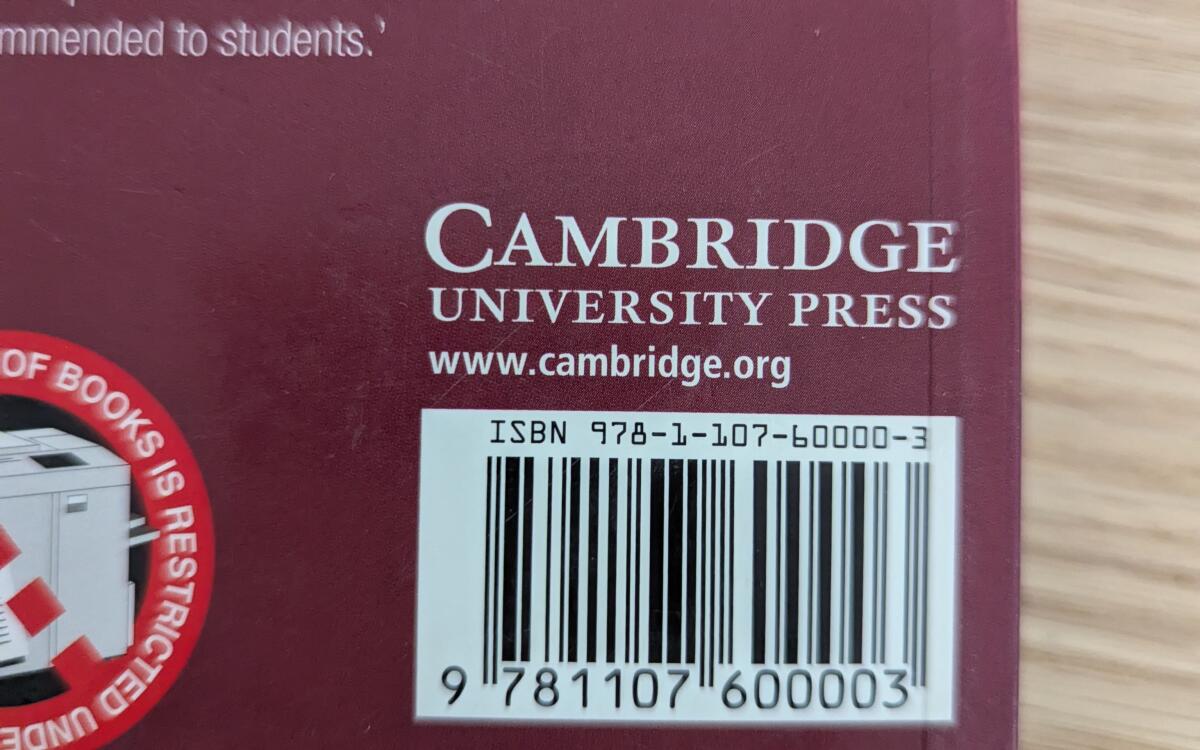 mmended to students.'
CAMBRIDGE
UNIVERSITY PRESS
www.cambridge.org
OF BOOKS IS RESTRICTED UNDE
ISBN 978-1-107-60000-3
9 781107 600003